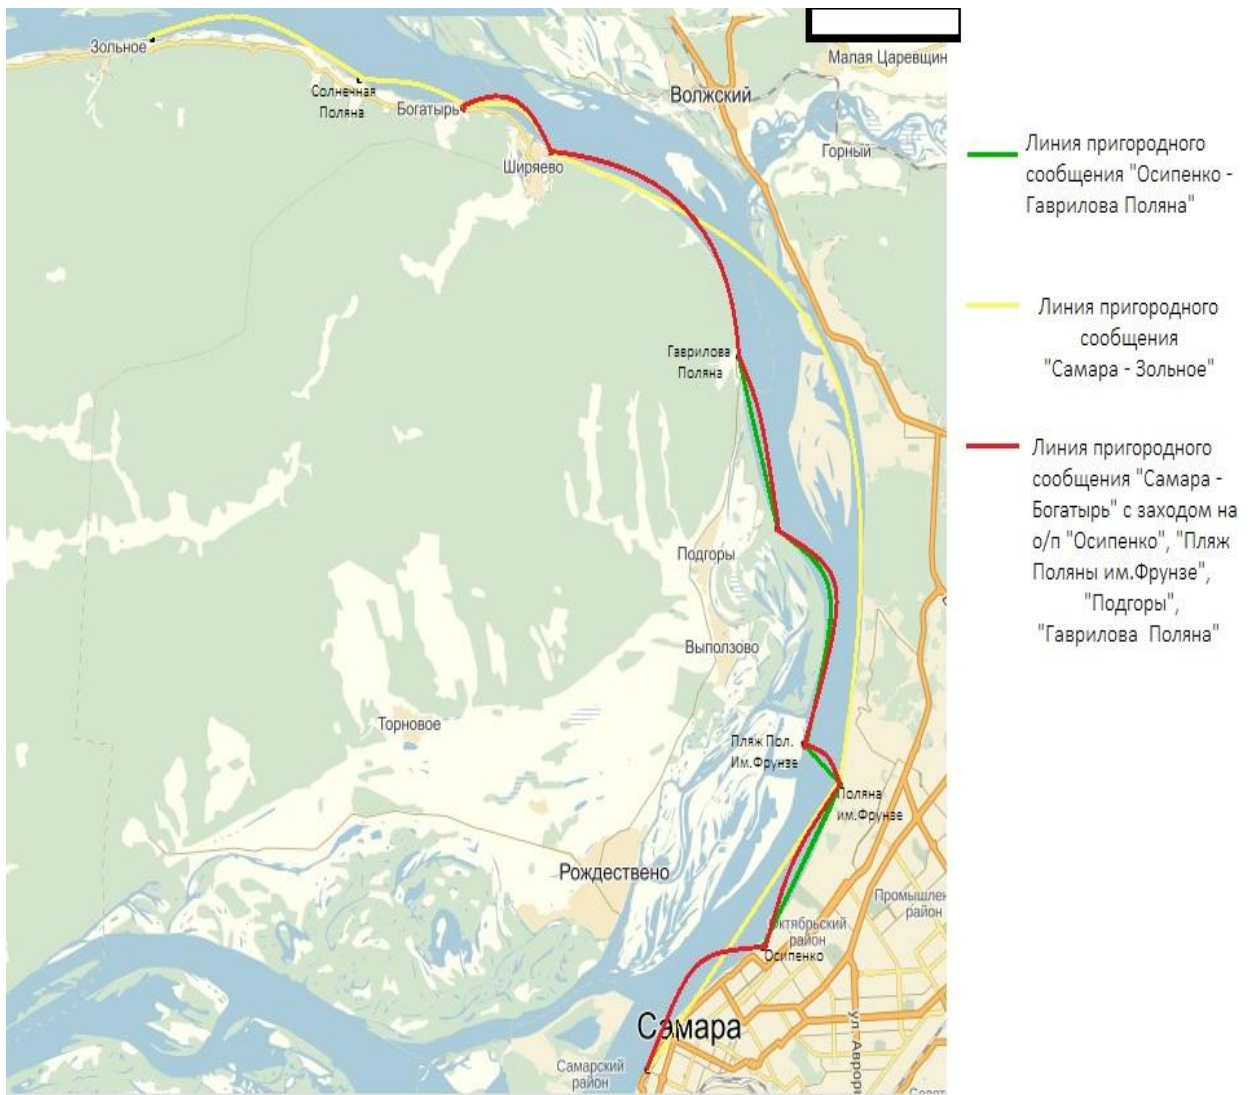 Зольное
Малая Царевщин
Солнечная
Поляна
Волжский
Богатырь
Горный
Ширяево
Гаврилова
Поляна
Подгоры
Выползово
Торновое
Пляж Пол.
Им.Фрунзе
Поляна
им.Фрунзе
Рождествено
Промышлен
район
Октябрьский
район
Осипенко
Самара
ул. Авроры
Самарский
район
Линия пригородного
сообщения "Осипенко -
Гаврилова Поляна"
Линия пригородного
сообщения
"Самара - Зольное"
Линия пригородного
сообщения "Самара -
Богатырь" с заходом на
о/п "Осипенко", "Пляж
Поляны им.Фрунзе",
"Подгоры",
"Гаврилова Поляна"